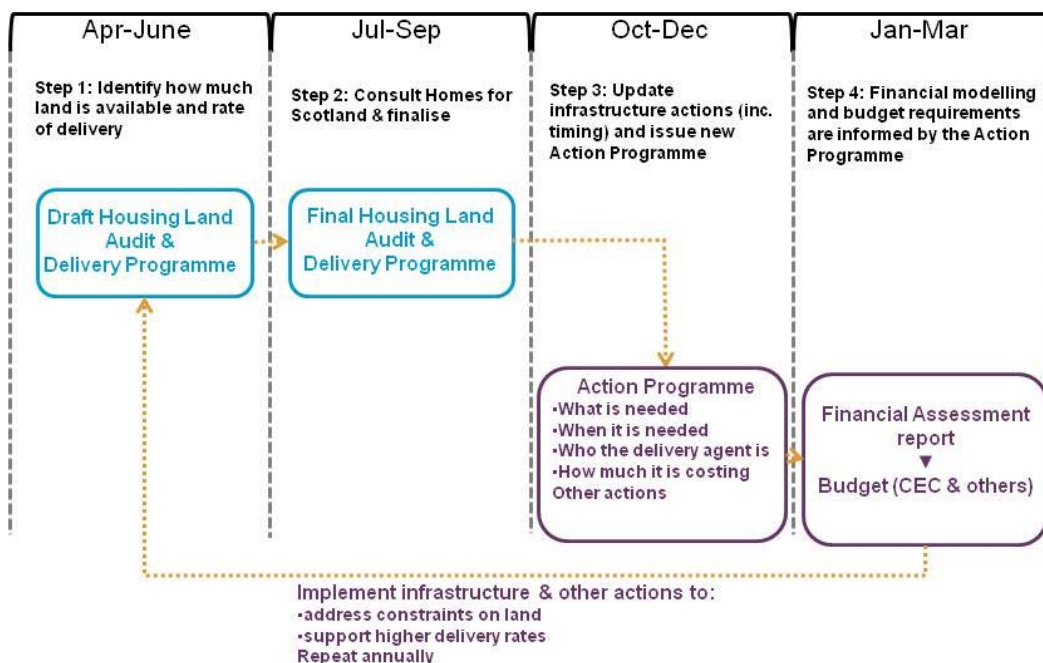 Apr-June
Jul-Sep
Oct-Dec
Jan-Mar
Step 1: Identify how much
land is available and rate
of delivery
Step 2: Consult Homes for
Scotland & finalise
Step 3: Update
infrastructure actions (inc.
timing) and issue new
Action Programme
Step 4: Financial modelling
and budget requirements
are informed by the Action
Programme
Draft Housing Land
Audit &
Delivery Programme
Final Housing Land
Audit &
Delivery Programme
Action Programme
•What is needed
•When it is needed
•Who the delivery agent is
•How much it is costing
Other actions
Financial Assessment
report
Budget (CEC & others)
Implement infrastructure & other actions to:
•address constraints on land
•support higher delivery rates
Repeat annually